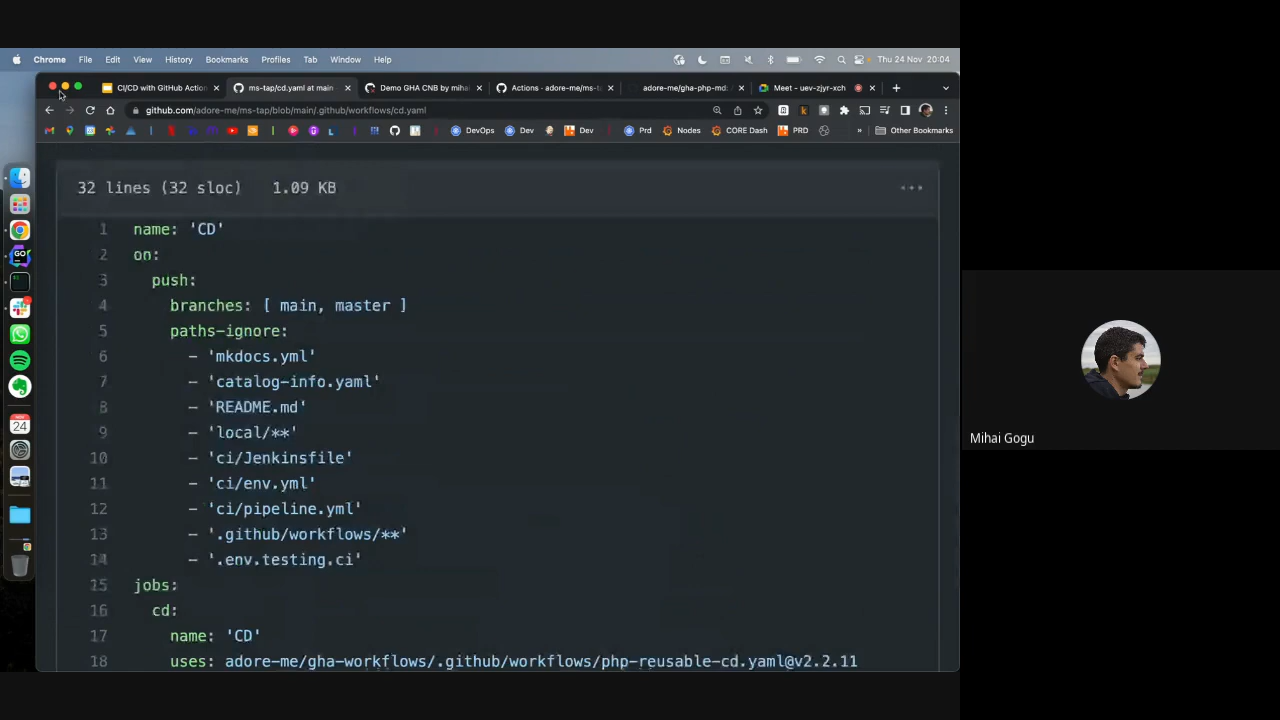 Chrome File Edit View History Bookmarks Profiles Tab Window Help Thu 24 Nov 20:04
CI/CD with GitHub Action ms-tap/cd.yaml at main Demo GHA CNB by miha Actions · adore-me/ms-t adore-me/gha-php-md: Meet – uev-zjyr-xch
github.com/adore-me/ms-tap/blob/main/.github/workflows/cd.yaml
DevOps Dev Dev Prd Nodes CORE Dash PRD » Other Bookmarks
32 lines (32 sloc) 1.09 KB
1 name: 'CD'
2 on:
3 push:
4 branches: [ main, master ]
5 paths-ignore:
6 - 'mkdocs.yml'
7 - 'catalog-info.yaml'
8 - 'README.md'
9 - 'local/**'
10 - 'ci/Jenkinsfile'
11 - 'ci/env.yml'
12 - 'ci/pipeline.yml'
13 - '.github/workflows/**'
14 - '.env.testing.ci'
15 jobs:
16 cd:
17 name: 'CD'
18 uses: adore-me/gha-workflows/.github/workflows/php-reusable-cd.yaml@v2.2.11
Mihai Gogu
NOV
24
GO